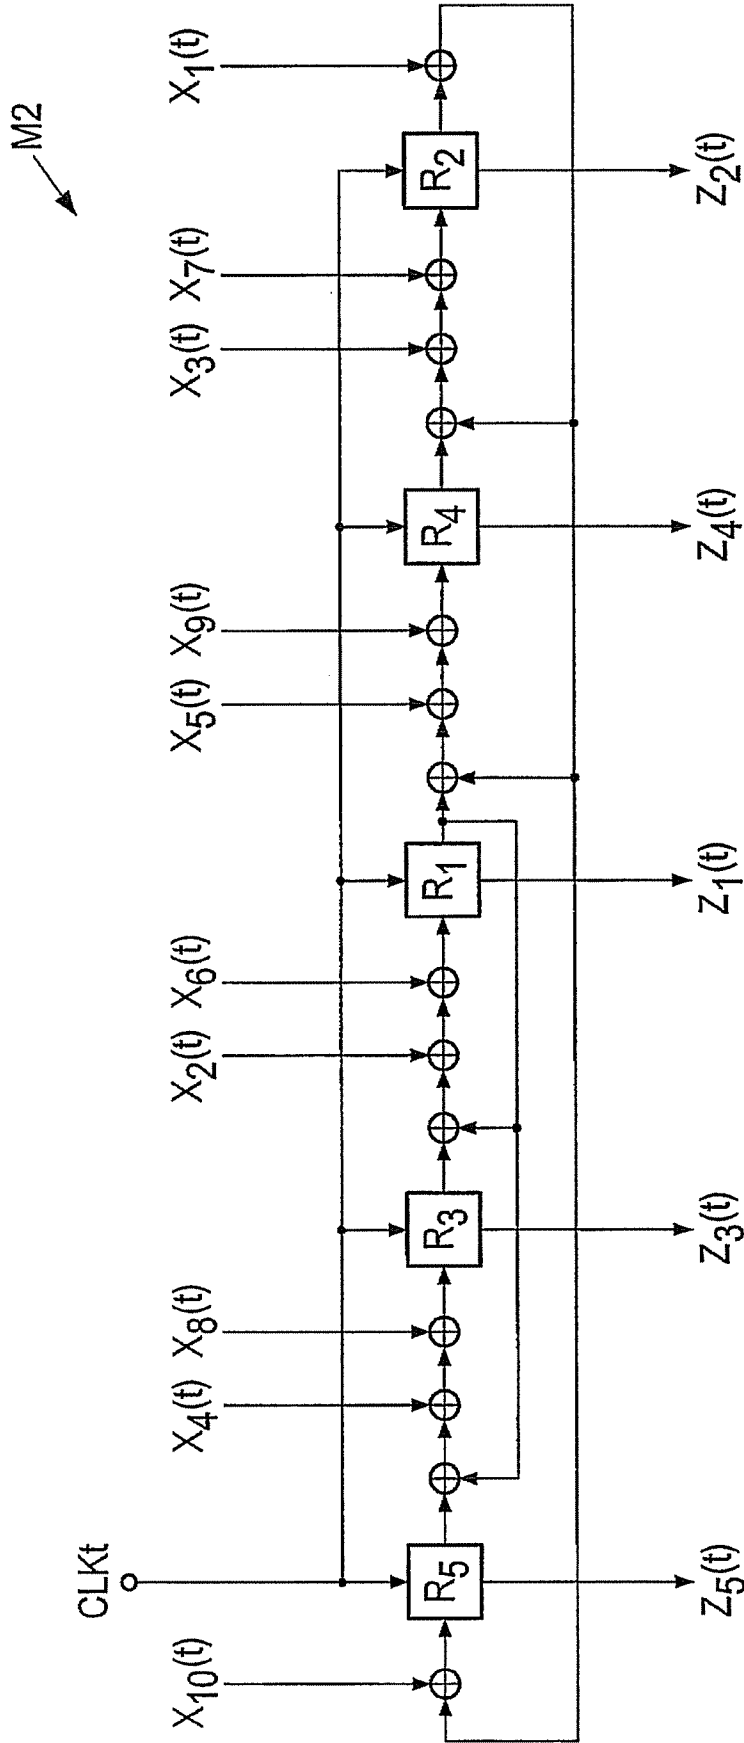 M2
CLKt
X10(t)
X4(t)
X8(t)
X2(t)
X6(t)
X5(t)
X9(t)
X3(t)
X7(t)
X1(t)
R5
R3
R1
R4
R2
Z5(t)
Z3(t)
Z1(t)
Z4(t)
Z2(t)